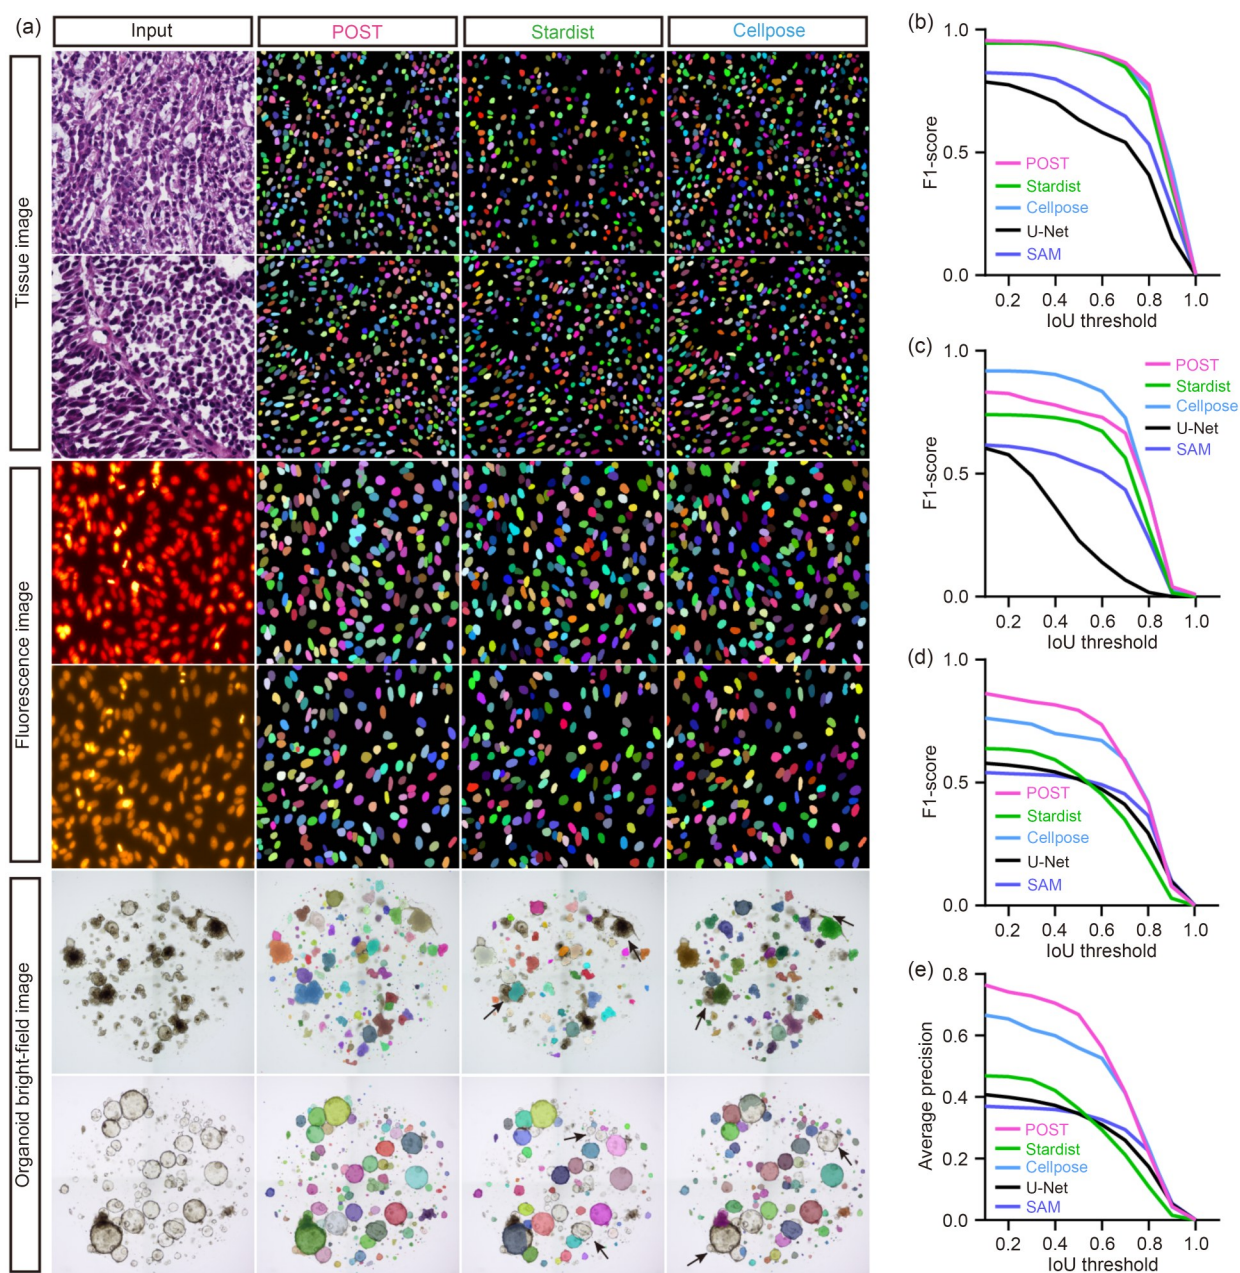 (a)
Input
POST
Stardist
Cellpose
Tissue image
Fluorescence image
Organoid bright-field image
(b)
1.0
0.5
0.0
F1-score
POST
Stardist
Cellpose
U-Net
SAM
0.2 0.4 0.6 0.8 1.0
IoU threshold
(c)
1.0
0.5
0.0
F1-score
POST
Stardist
Cellpose
U-Net
SAM
0.2 0.4 0.6 0.8 1.0
IoU threshold
(d)
1.0
0.5
0.0
F1-score
POST
Stardist
Cellpose
U-Net
SAM
0.2 0.4 0.6 0.8 1.0
IoU threshold
(e)
0.8
0.6
0.4
0.2
0.0
Average precision
POST
Stardist
Cellpose
U-Net
SAM
0.2 0.4 0.6 0.8 1.0
IoU threshold